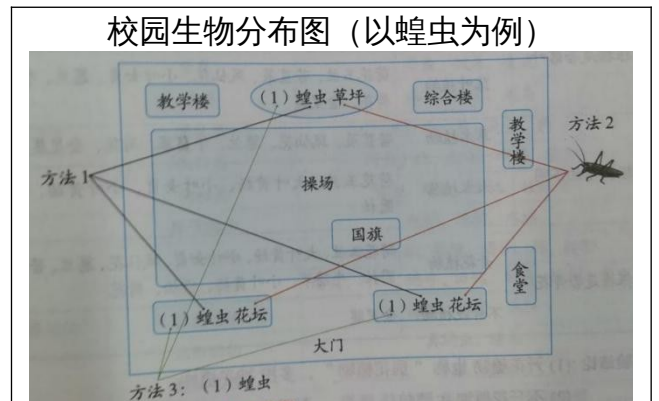 校园生物分布图（以蝗虫为例）
教学楼
(1) 蝗虫草坪
综合楼
教学楼
方法2
方法1
操场
国旗
食堂
(1) 蝗虫花坛
(1) 蝗虫花坛
大门
方法3: (1) 蝗虫